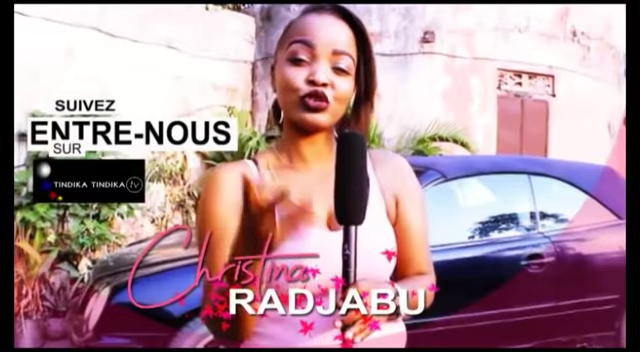 SUIVEZ
ENTRE-NOUS
SUR
TINDIKA TINDIKA tv
Christina
RADJABU